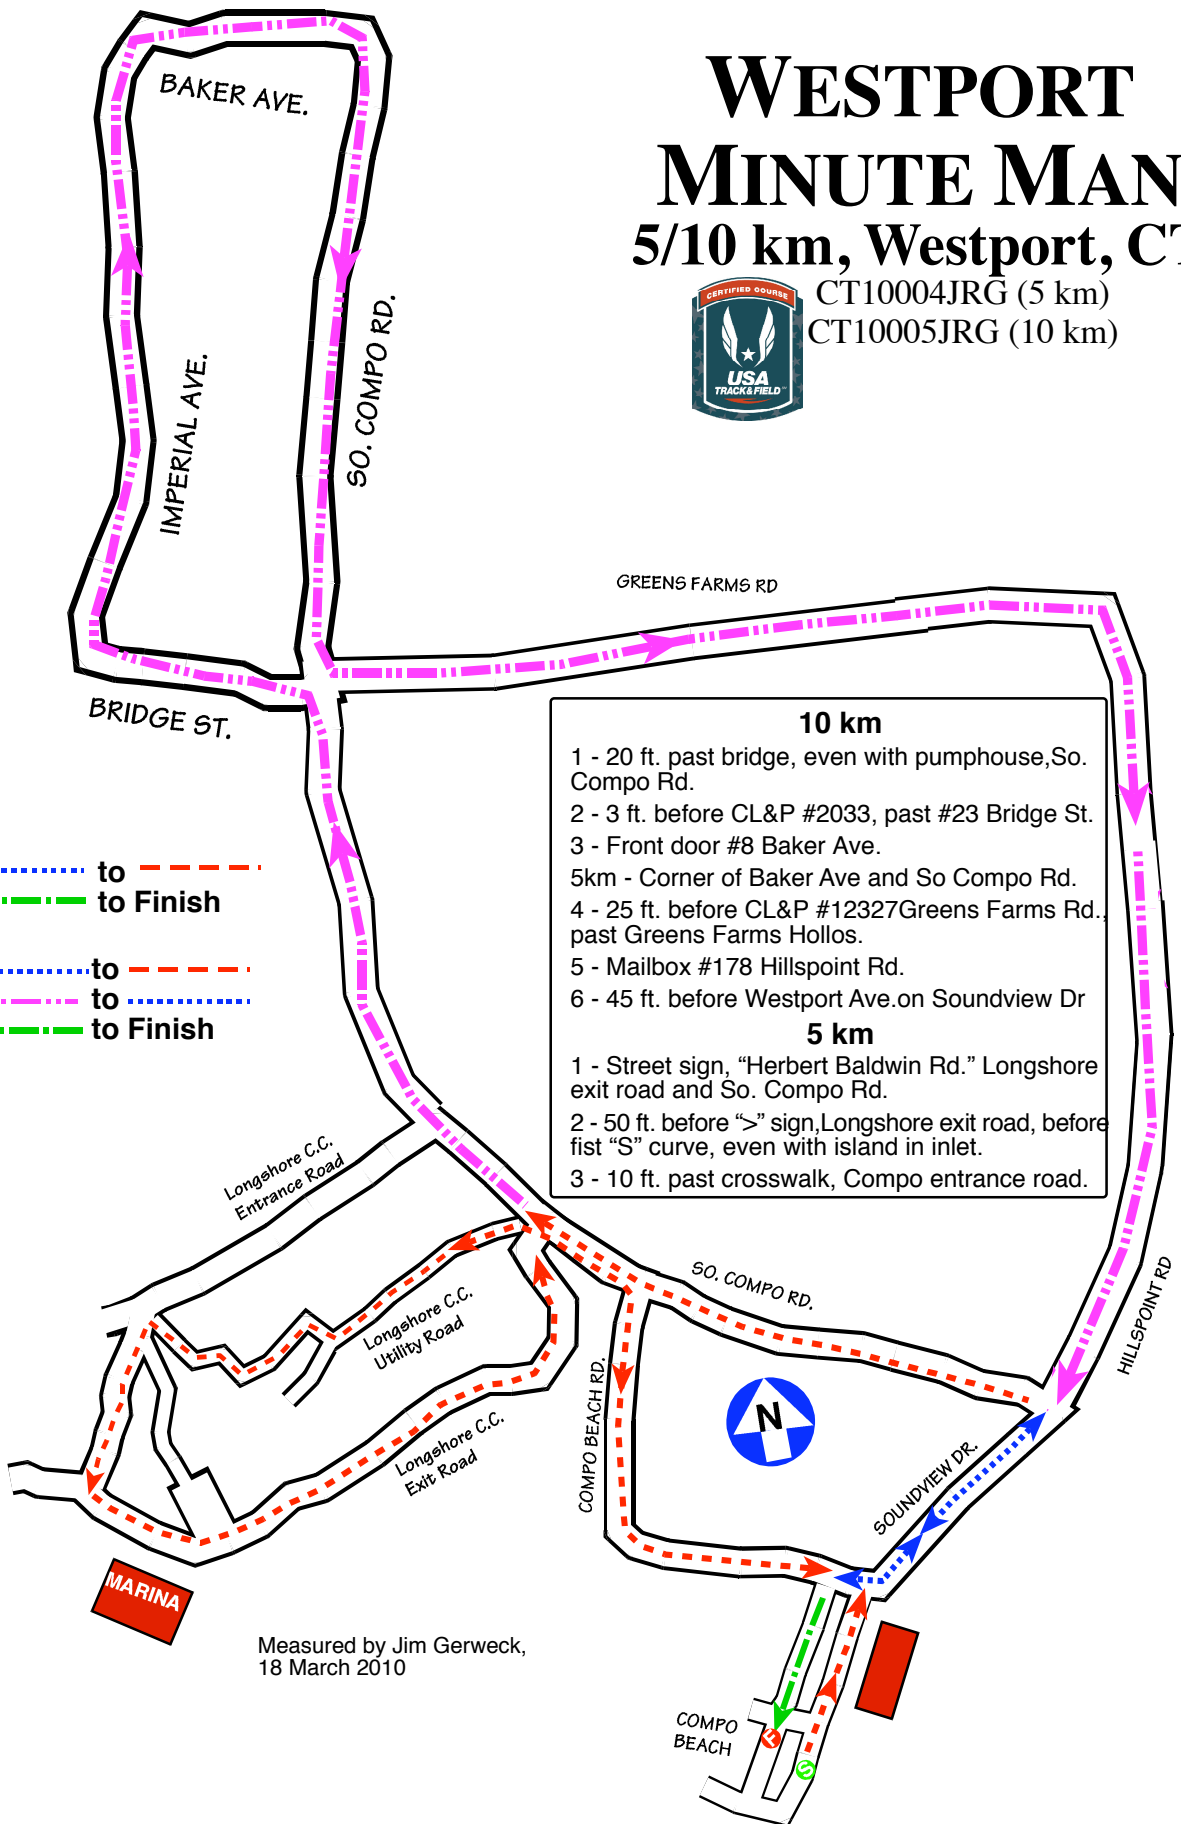 WESTPORT
MINUTE MAN
5/10 km, Westport, CT
CERTIFIED COURSE
USA
TRACK&FIELD
CT10004JRG (5 km)
CT10005JRG (10 km)
BAKER AVE.
IMPERIAL AVE.
SO. COMPO RD.
GREENS FARMS RD
BRIDGE ST.
10 km
1 - 20 ft. past bridge, even with pumphouse,So.
Compo Rd.
2 - 3 ft. before CL&P #2033, past #23 Bridge St.
3 - Front door #8 Baker Ave.
5km - Corner of Baker Ave and So Compo Rd.
4 - 25 ft. before CL&P #12327Greens Farms Rd.,
past Greens Farms Hollos.
5 - Mailbox #178 Hillspoint Rd.
6 - 45 ft. before Westport Ave.on Soundview Dr
5 km
1 - Street sign, “Herbert Baldwin Rd.” Longshore
exit road and So. Compo Rd.
2 - 50 ft. before “>” sign,Longshore exit road, before
fist “S” curve, even with island in inlet.
3 - 10 ft. past crosswalk, Compo entrance road.
to
to Finish
to
to
to Finish
Longshore C.C.
Entrance Road
Longshore C.C.
Utility Road
Longshore C.C.
Exit Road
SO. COMPO RD.
HILLSPOINT RD
COMPO BEACH RD.
N
SOUNDVIEW DR.
MARINA
Measured by Jim Gerweck,
18 March 2010
COMPO
BEACH
F
S